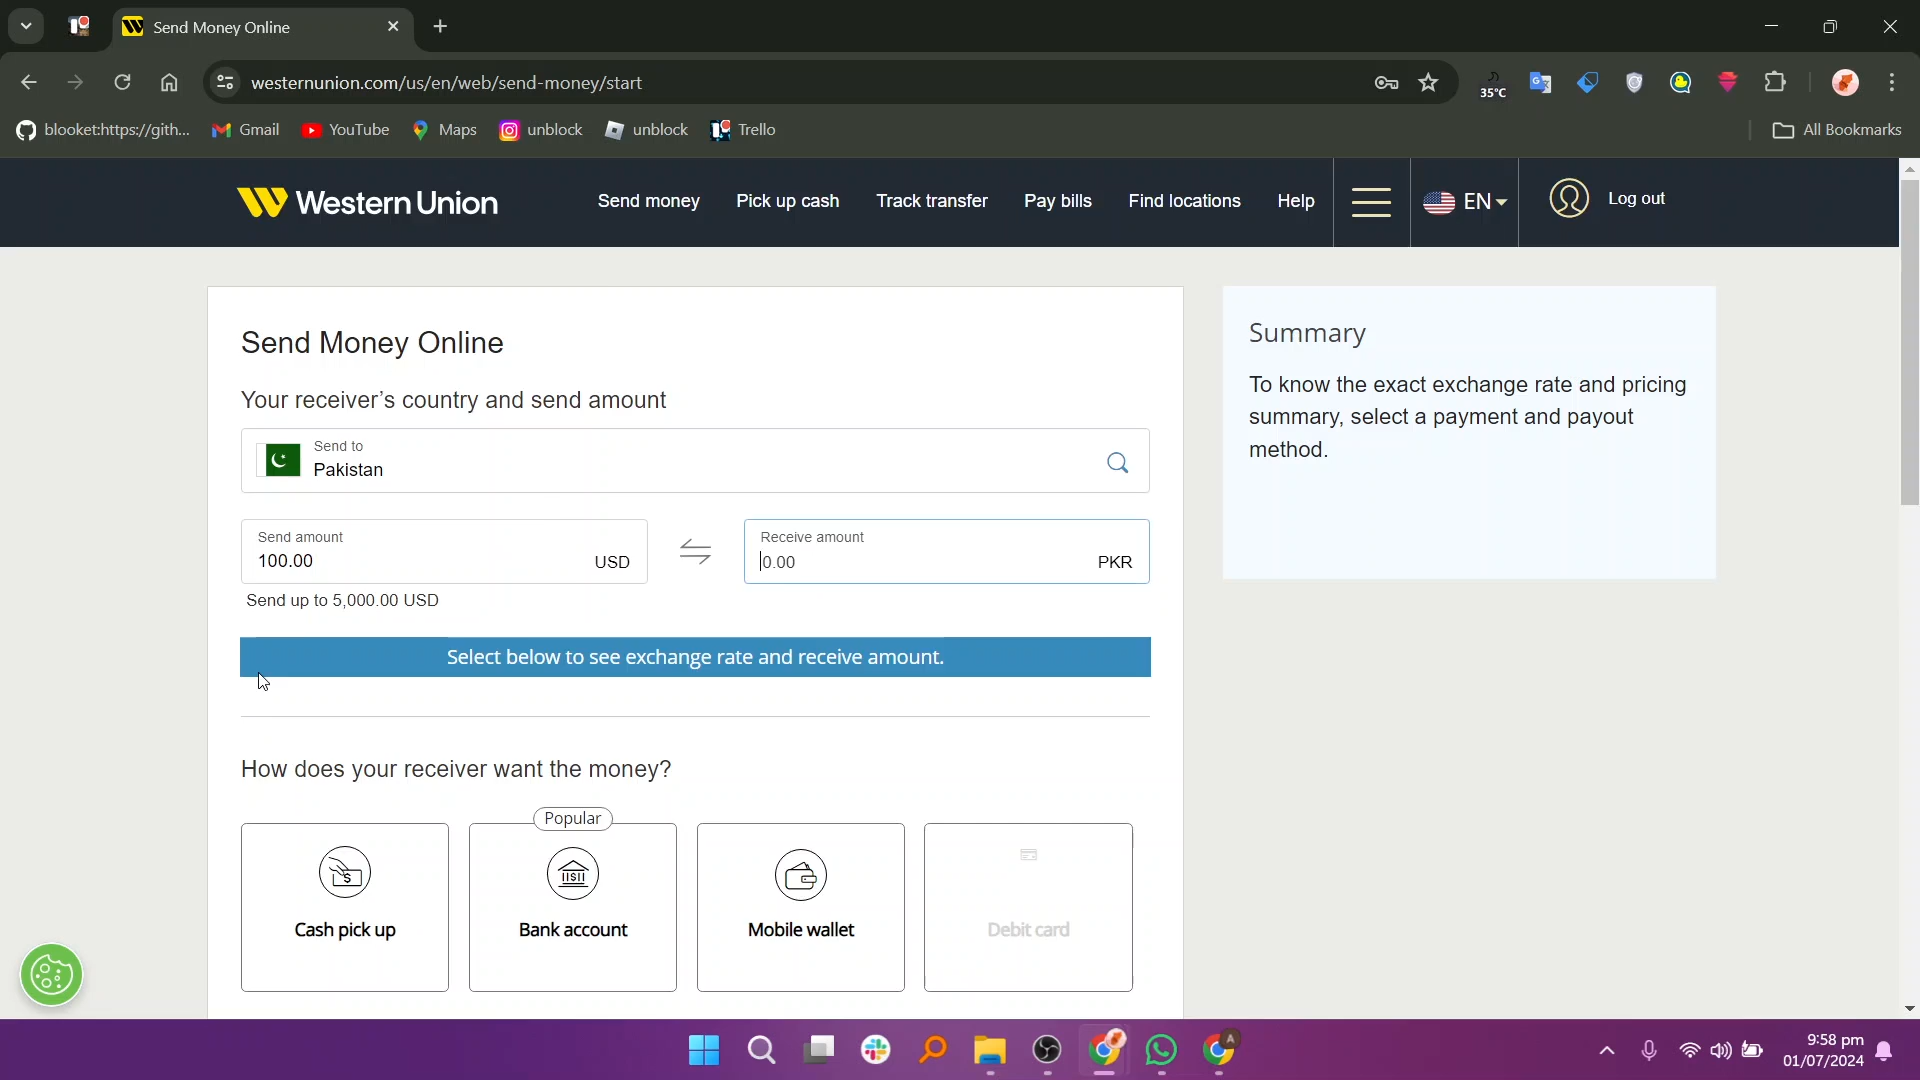 Send Money Online
westernunion.com/us/en/web/send-money/start
35°C
blooket:https://gith...
Gmail
YouTube
Maps
unblock
unblock
Trello
All Bookmarks
Western Union
Send money
Pick up cash
Track transfer
Pay bills
Find locations
Help
EN
Log out
Send Money Online
Your receiver's country and send amount
Send to
Pakistan
Send amount
100.00 USD
Receive amount
0.00 PKR
Send up to 5,000.00 USD
Select below to see exchange rate and receive amount.
How does your receiver want the money?
Popular
Cash pick up
Bank account
Mobile wallet
Debit card
Summary
To know the exact exchange rate and pricing
summary, select a payment and payout
method.
9:58 pm
01/07/2024